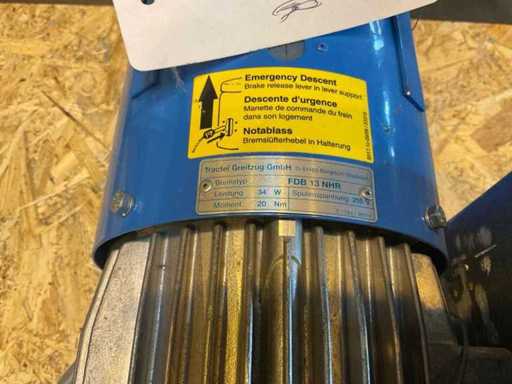 Emergency Descent
Brake release lever in lever support
Descente d'urgence
Manette de commande du frein
dans son logement
Notablass
Bremslüfterhebel in Halterung
Tractel Greifzug GmbH
Bremstyp FDB 13 NHR
Leistung 34 W Spulenspannung
Moment 20 Nm